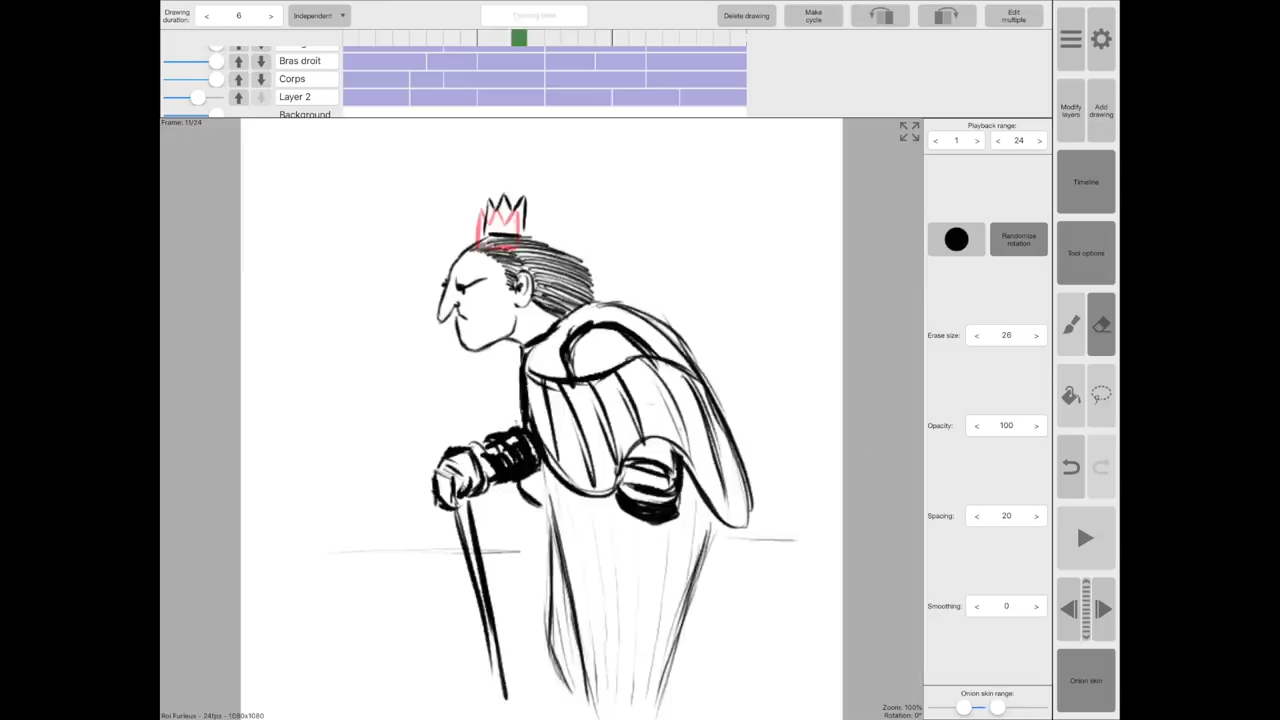 Drawing duration:
< 6 >
Independent
Delete drawing
Make cycle
Edit multiple
Bras droit
Corps
Layer 2
Background
Modify layers
Add drawing
Frame: 11/24
Playback range:
< 1 >
< 24 >
Timeline
Randomize rotation
Tool options
Erase size:
< 26 >
Opacity:
< 100 >
Spacing:
< 20 >
Smoothing:
< 0 >
Onion skin
Onion skin range:
Zoom: 100%
Rotation: 0°
Roi Furieux - 24fps - 1080x1080